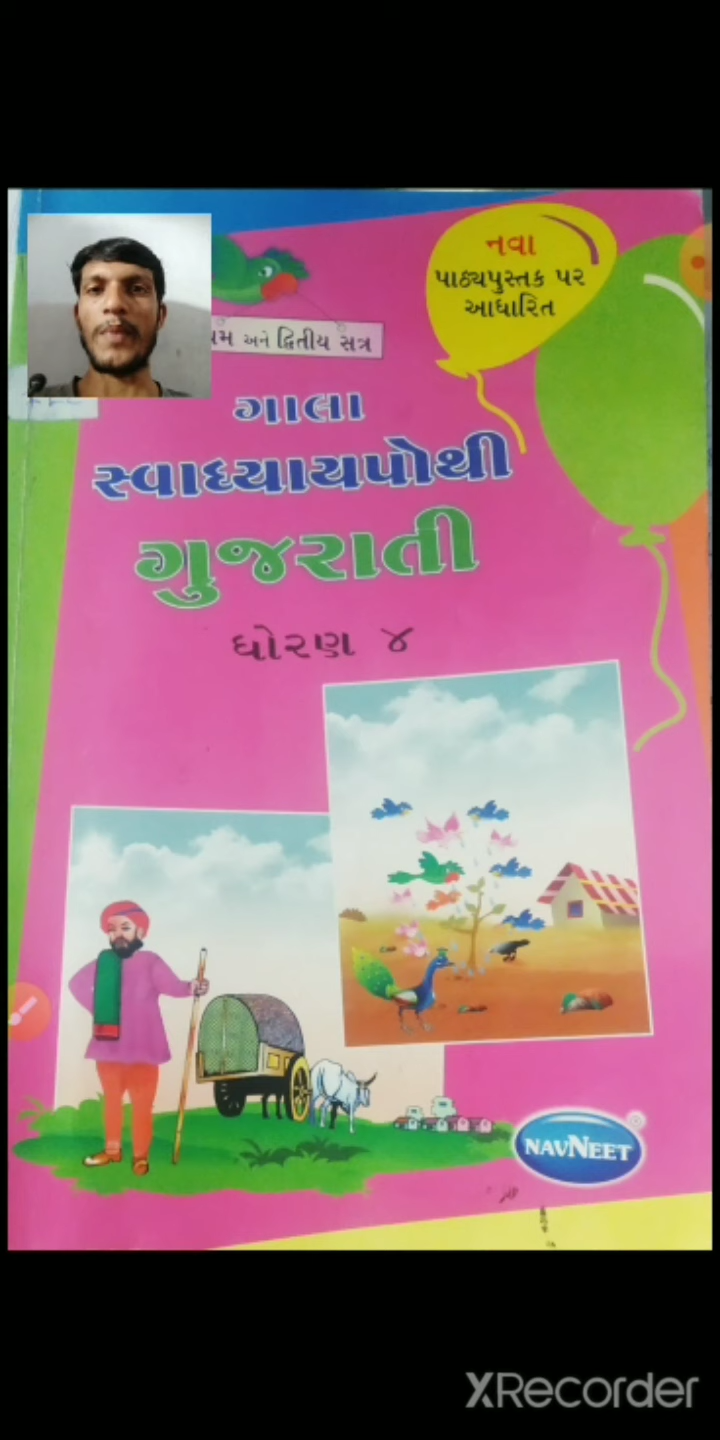 નવા
પાઠ્યપુસ્તક પર
આધારિત
અને દ્વિતીય સત્ર
ગાલા
સ્વાધ્યાયપોથી
ગુજરાતી
ધોરણ ૪
NAVNEET
XRecorder